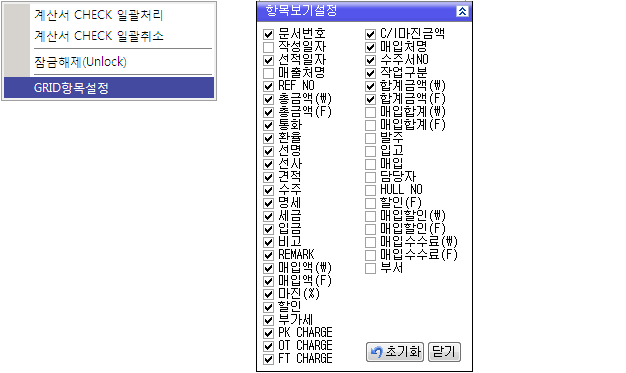 계산서 CHECK 일괄처리
계산서 CHECK 일괄취소
잠금해제(Unlock)
GRID항목설정
항목보기설정
문서번호
작성일자
선적일자
매출처명
REF NO
총금액(₩)
총금액(F)
통화
환율
선명
선사
견적
수주
명세
세금
입금
비고
REMARK
매입액(₩)
매입액(F)
마진(%)
할인
부가세
PK CHARGE
OT CHARGE
FT CHARGE
C/I마진금액
매입처명
수주서NO
작업구분
합계금액(₩)
합계금액(F)
매입합계(₩)
매입합계(F)
발주
입고
매입
담당자
HULL NO
할인(F)
매입할인(₩)
매입할인(F)
매입수수료(₩)
매입수수료(F)
부서
초기화
닫기